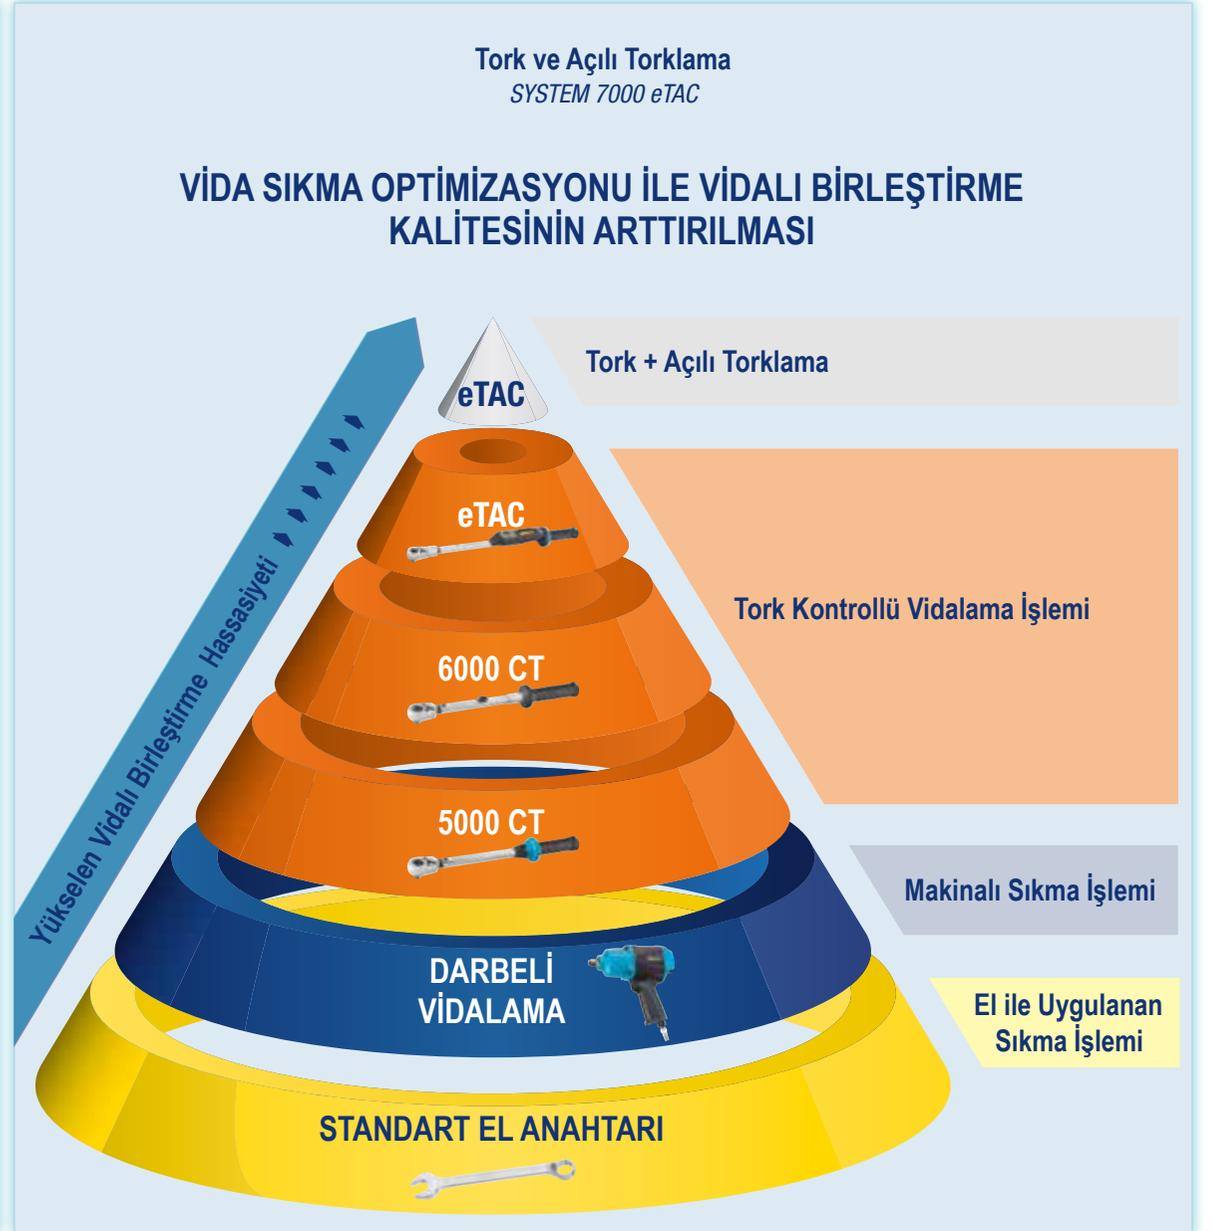 Tork ve Açılı Torklama
SYSTEM 7000 eTAC
VİDA SIKMA OPTİMİZASYONU İLE VİDALI BİRLEŞTİRME
KALİTESİNİN ARTTIRILMASI
Tork + Açılı Torklama
eTAC
eTAC
Tork Kontrollü Vidalama İşlemi
6000 CT
5000 CT
Yükselen Vidalı Birleştirme Hassasiyeti
Makinalı Sıkma İşlemi
DARBELİ
VİDALAMA
El ile Uygulanan
Sıkma İşlemi
STANDART EL ANAHTARI